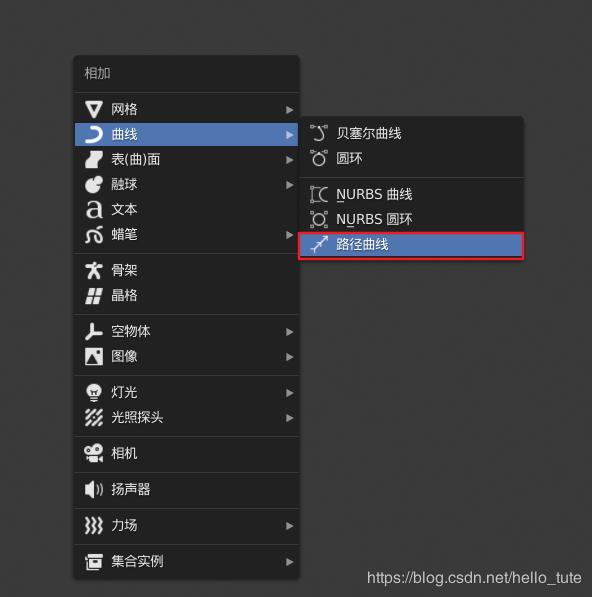 相加
网格
曲线
表(曲)面
融球
文本
蜡笔
骨架
晶格
空物体
图像
灯光
光照探头
相机
扬声器
力场
集合实例
贝塞尔曲线
圆环
NURBS 曲线
NURBS 圆环
路径曲线
https://blog.csdn.net/hello_tute